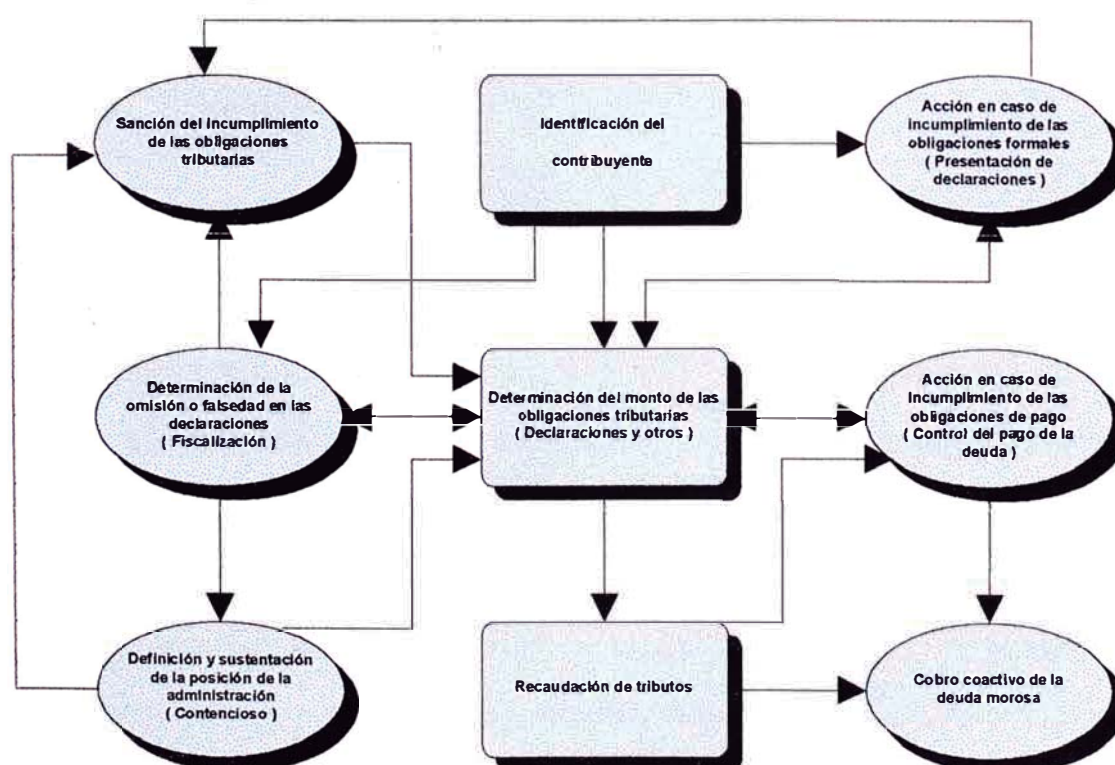 Sanción del Incumplimiento
de las obligaciones
tributarias
Identificación del
contribuyente
Acción en caso de
incumplimiento de las
obligaciones formales
( Presentación de
declaraciones )
Determinación de la
omisión o falsedad en las
declaraciones
( Fiscalización )
Determinación del monto de las
obligaciones tributarias
( Declaraciones y otros )
Acción en caso de
Incumplimiento de las
obligaciones de pago
( Control del pago de la
deuda )
Definición y sustentación
de la posición de la
administración
( Contencioso )
Recaudación de tributos
Cobro coactivo de la
deuda morosa